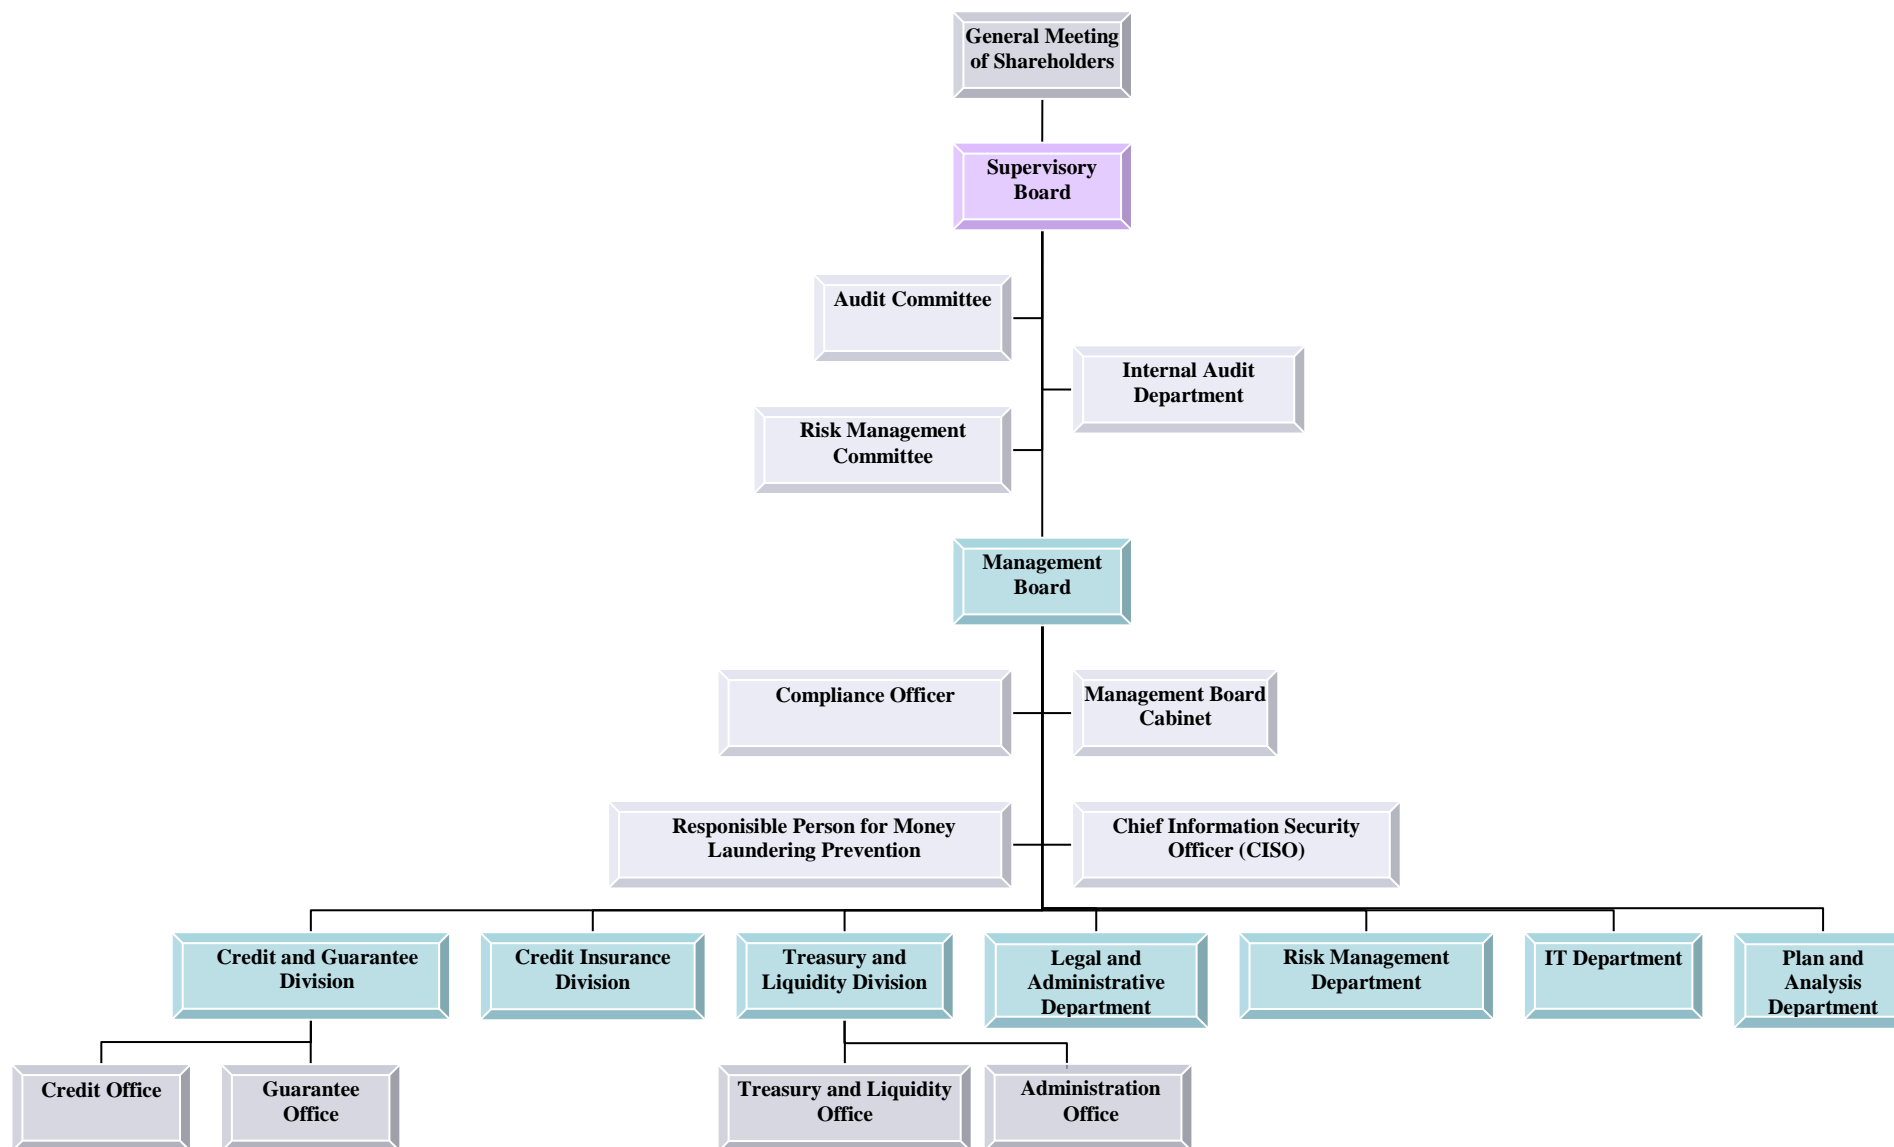 General Meeting
of Shareholders
Supervisory
Board
Audit Committee
Internal Audit
Department
Risk Management
Committee
Management
Board
Compliance Officer
Management Board
Cabinet
Responisible Person for Money
Laundering Prevention
Chief Information Security
Officer (CISO)
Credit and Guarantee
Division
Credit Insurance
Division
Treasury and
Liquidity Division
Legal and
Administrative
Department
Risk Management
Department
IT Department
Plan and
Analysis
Department
Credit Office
Guarantee
Office
Treasury and Liquidity
Office
Administration
Office